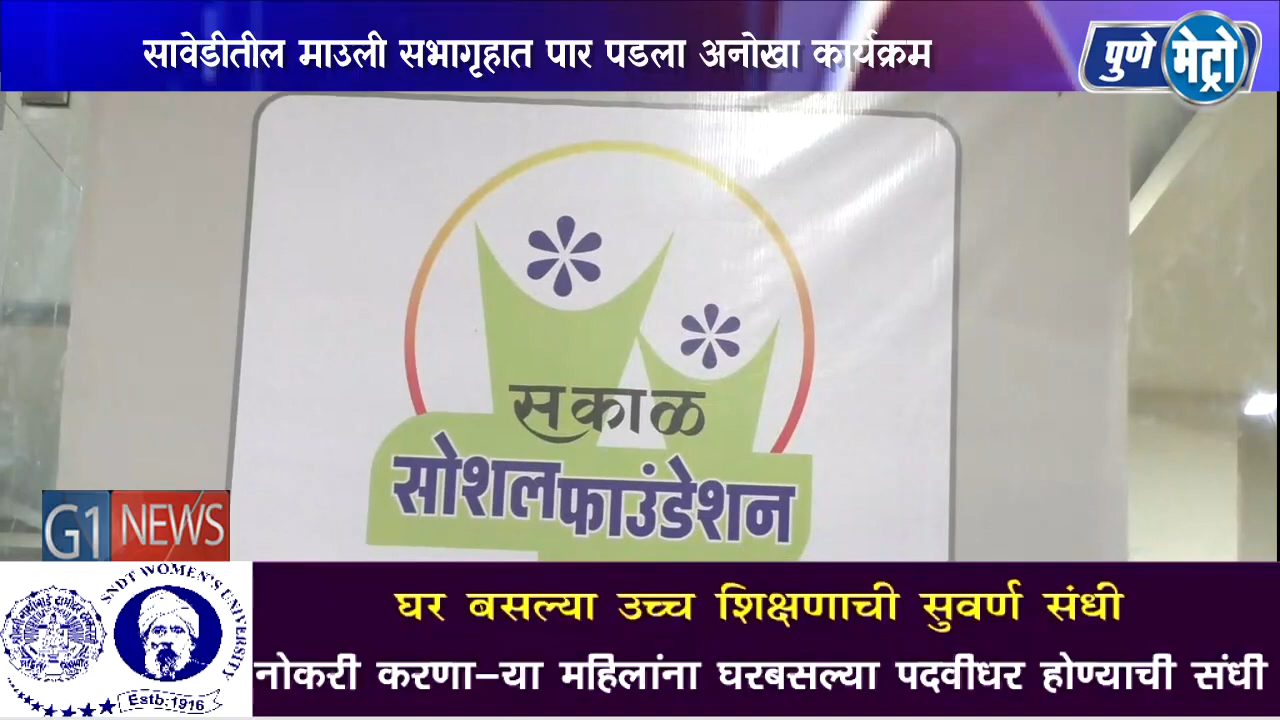 सावेडीतील माउली सभागृहात पार पडला अनोखा कार्यक्रम
पुणे मेट्रो
सकाळ
सोशल फाउंडेशन
G1 NEWS
SNDT WOMEN'S UNIVERSITY
Estb:1916
घर बसल्या उच्च शिक्षणाची सुवर्ण संधी
नोकरी करणा-या महिलांना घरबसल्या पदवीधर होण्याची संधी